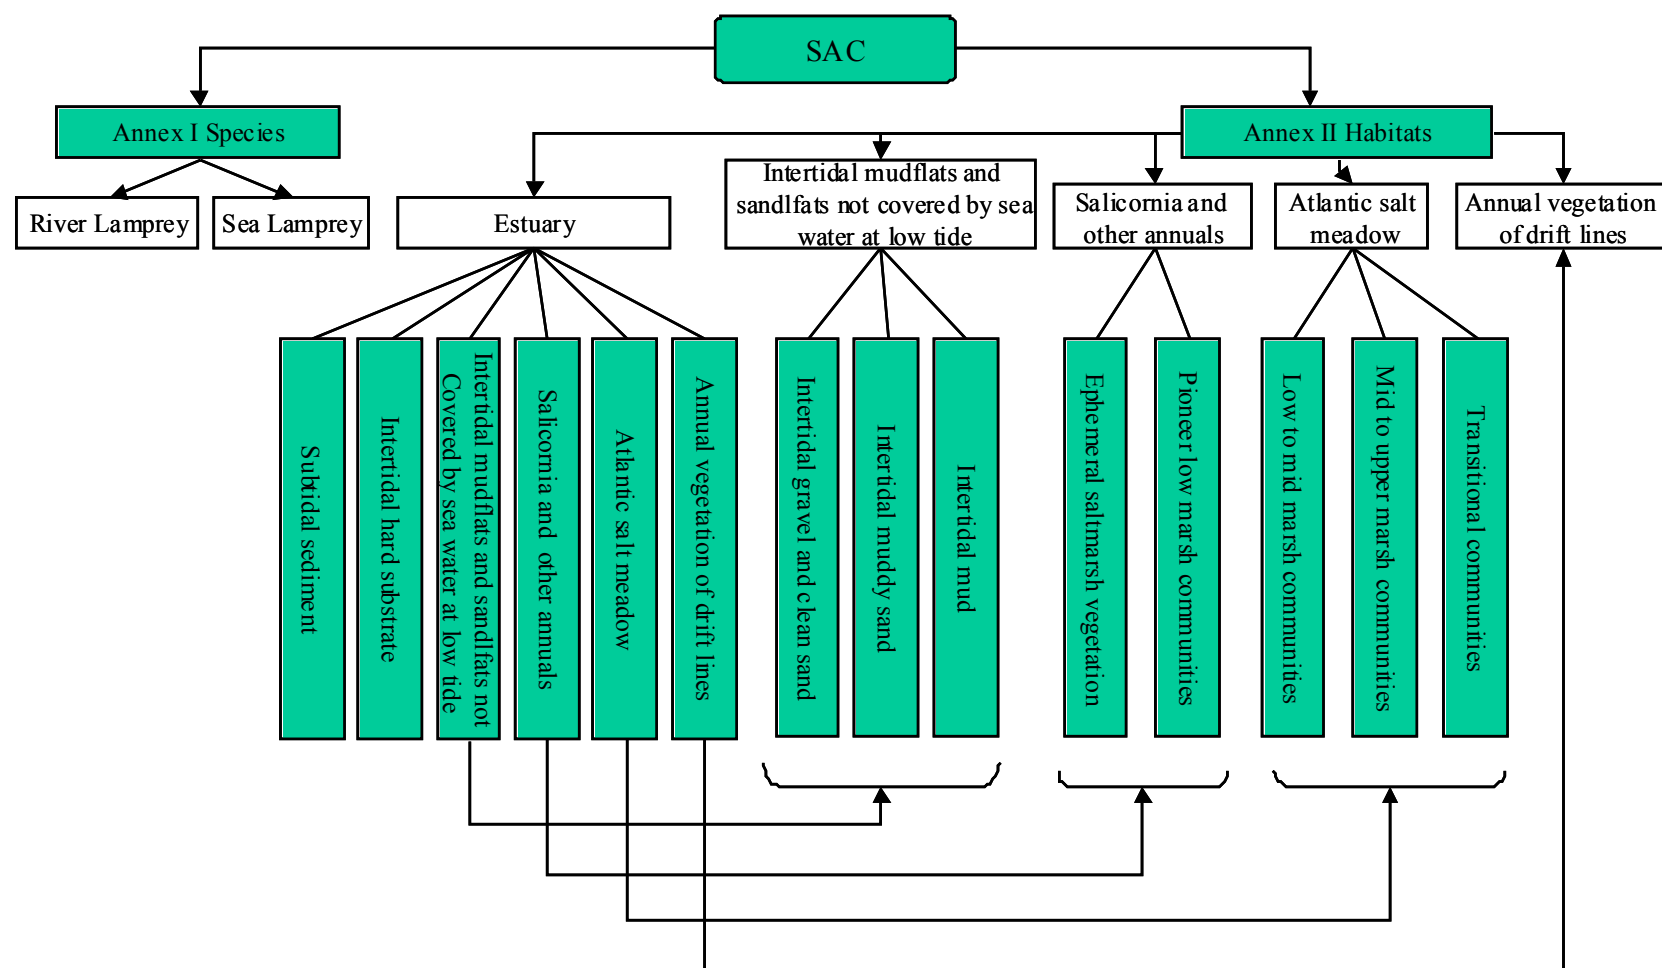 SAC
Annex I Species
Annex II Habitats
River Lamprey
Sea Lamprey
Estuary
Intertidal mudflats and
sandlfats not covered by sea
water at low tide
Salicornia and
other annuals
Atlantic salt
meadow
Annual vegetation
of drift lines
Subtidal sediment
Intertidal hard substrate
Intertidal mudflats and sandlfats not
Covered by sea water at low tide
Salicornia and other annuals
Atlantic salt meadow
Annual vegetation of drift lines
Intertidal gravel and clean sand
Intertidal muddy sand
Intertidal mud
Ephemeral saltmarsh vegetation
Pioneer low marsh communities
Low to mid marsh communities
Mid to upper marsh communities
Transitional communities